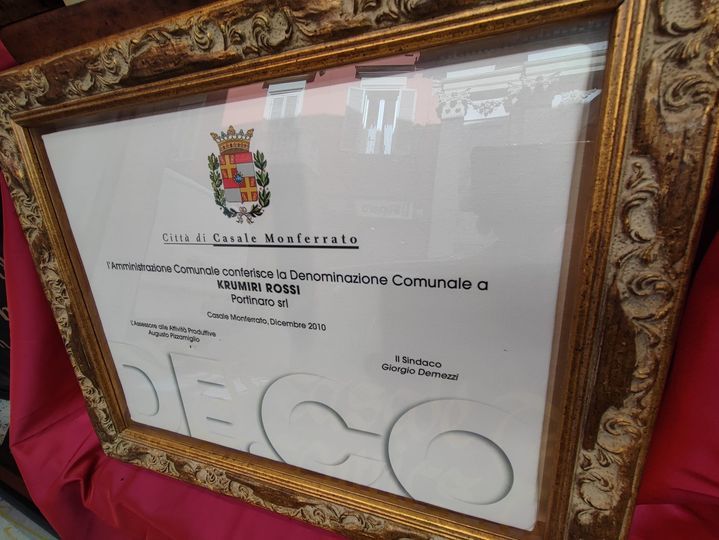 Città di Casale Monferrato
l'Amministrazione Comunale conferisce la Denominazione Comunale a
KRUMIRI ROSSI
Portinaro srl
Casale Monferrato, Dicembre 2010
L'Assessore alle Attività Produttive
Augusto Pizzamiglio
Il Sindaco
Giorgio Demezzi
DE.CO